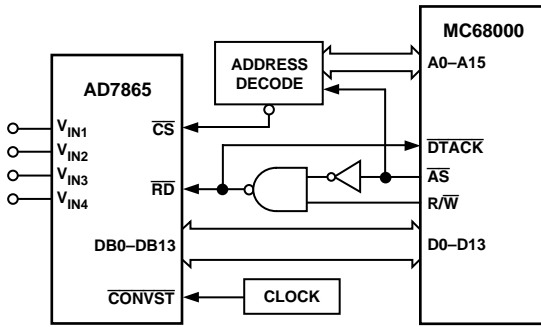 MC68000
ADDRESS
DECODE
A0–A15
AD7865
VIN1
CS
VIN2
DTACK
VIN3
RD
AS
VIN4
R/W
DB0–DB13
D0–D13
CONVST
CLOCK